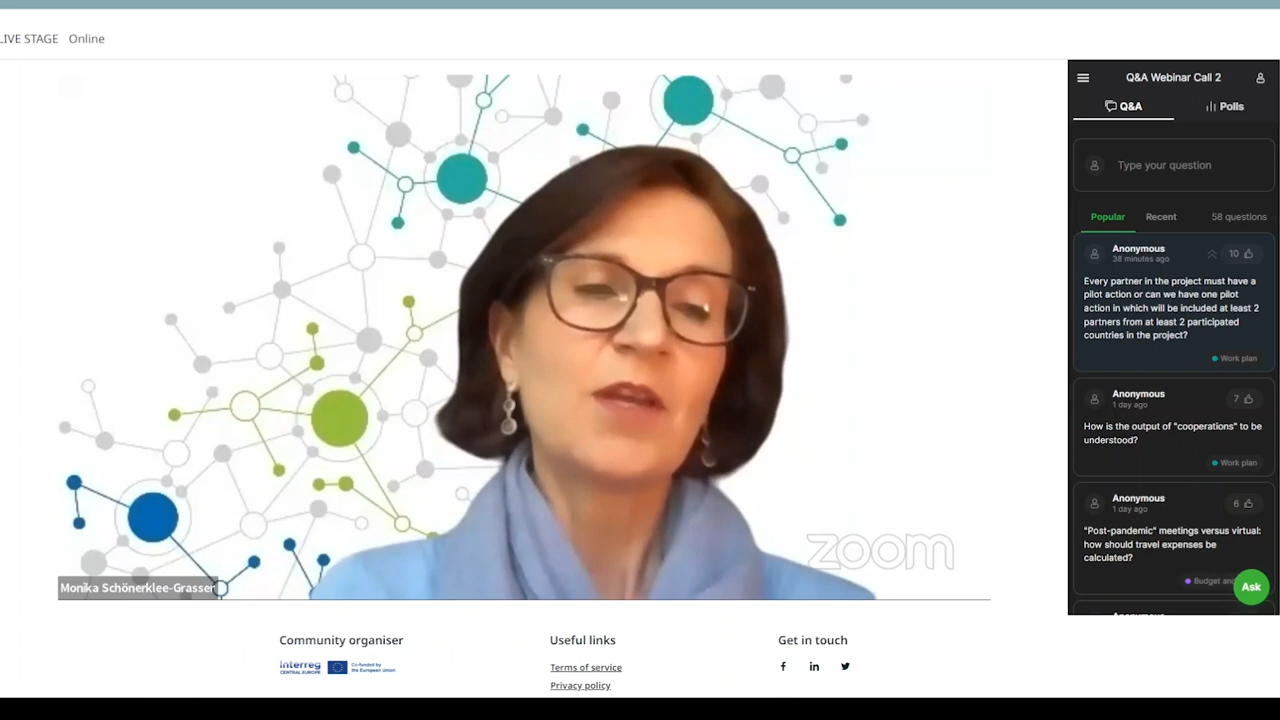 LIVE STAGE Online
zoom
Monika Schönerklee-Grasser
Q&A Webinar Call 2
Q&A
Polls
Type your question
Popular
Recent
58 questions
Anonymous
38 minutes ago
10
Every partner in the project must have a
pilot action or can we have one pilot
action in which will be included at least 2
partners from at least 2 participated
countries in the project?
Work plan
Anonymous
1 day ago
7
How is the output of "cooperations" to be
understood?
Work plan
Anonymous
1 day ago
6
"Post-pandemic" meetings versus virtual:
how should travel expenses be
calculated?
Budget an
Ask
Community organiser
Interreg
CENTRAL EUROPE
Co-funded by
the European Union
Useful links
Terms of service
Privacy policy
Get in touch